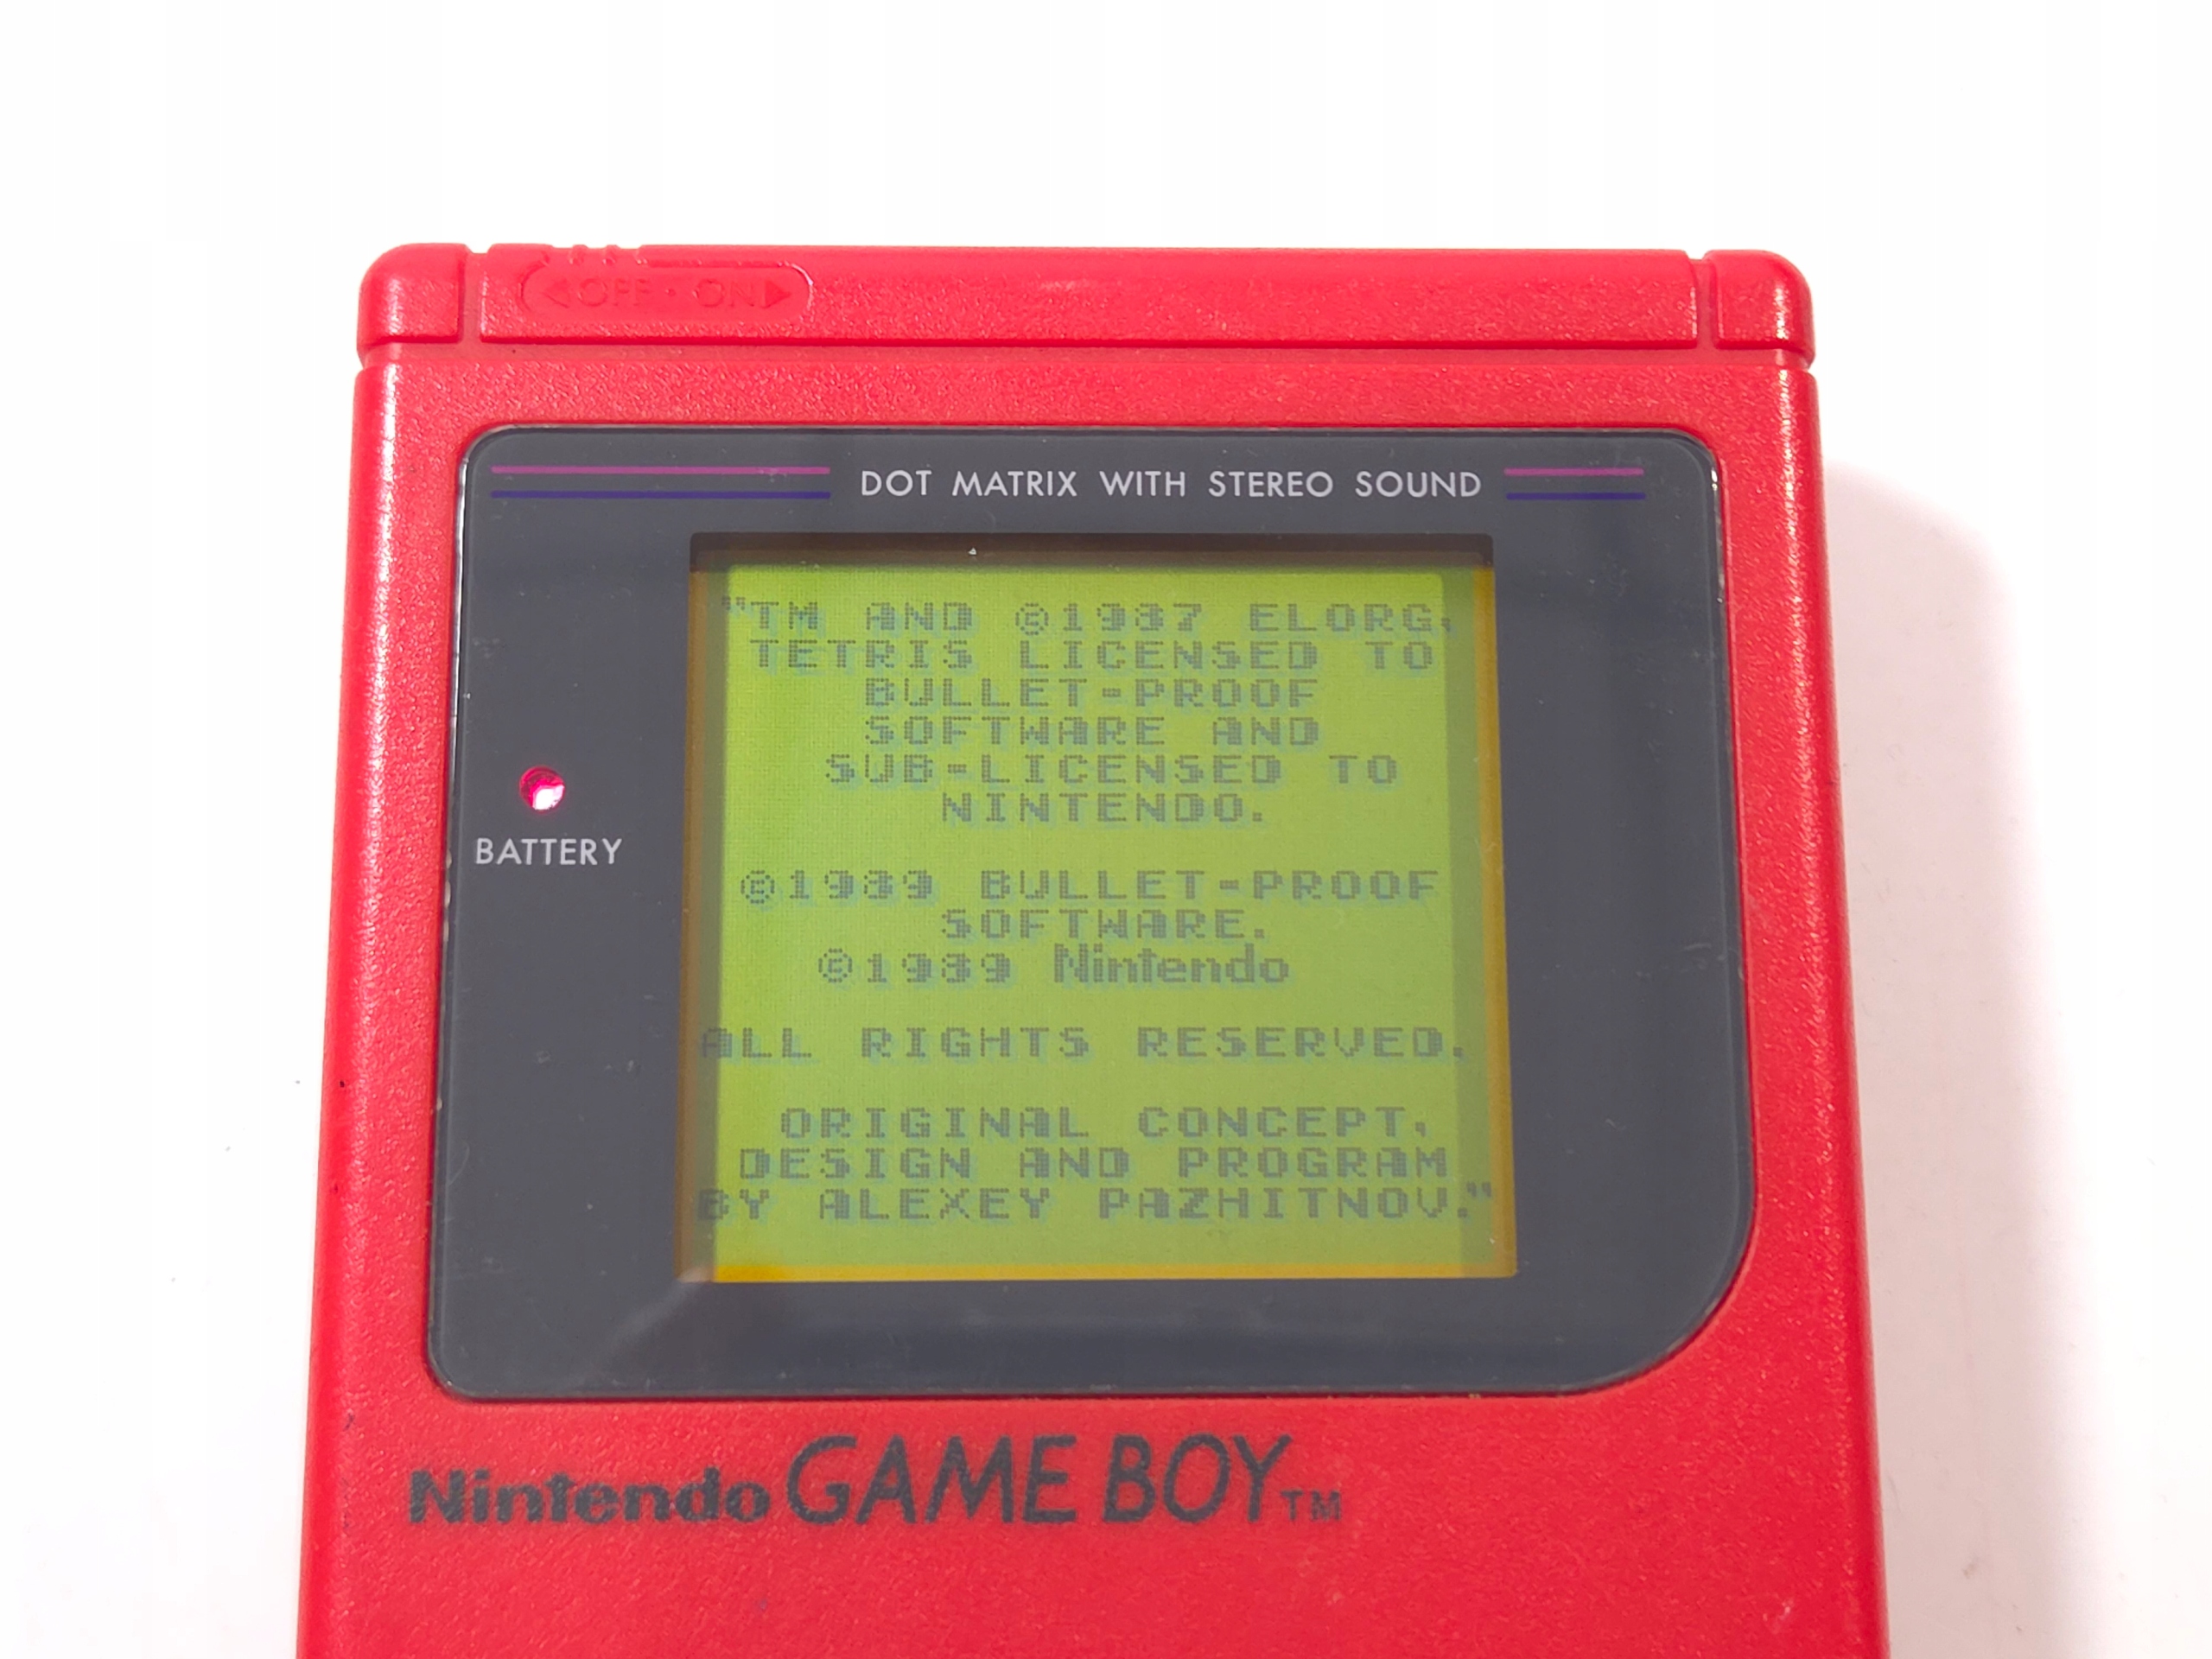 OFF • ON
DOT MATRIX WITH STEREO SOUND
"TM AND ©1987 ELORG,
TETRIS LICENSED TO
BULLET-PROOF
SOFTWARE AND
SUB-LICENSED TO
NINTENDO.
©1989 BULLET-PROOF
SOFTWARE.
©1989 Nintendo
ALL RIGHTS RESERVED.
ORIGINAL CONCEPT,
DESIGN AND PROGRAM
BY ALEXEY PAZHITNOV."
BATTERY
Nintendo GAME BOY TM